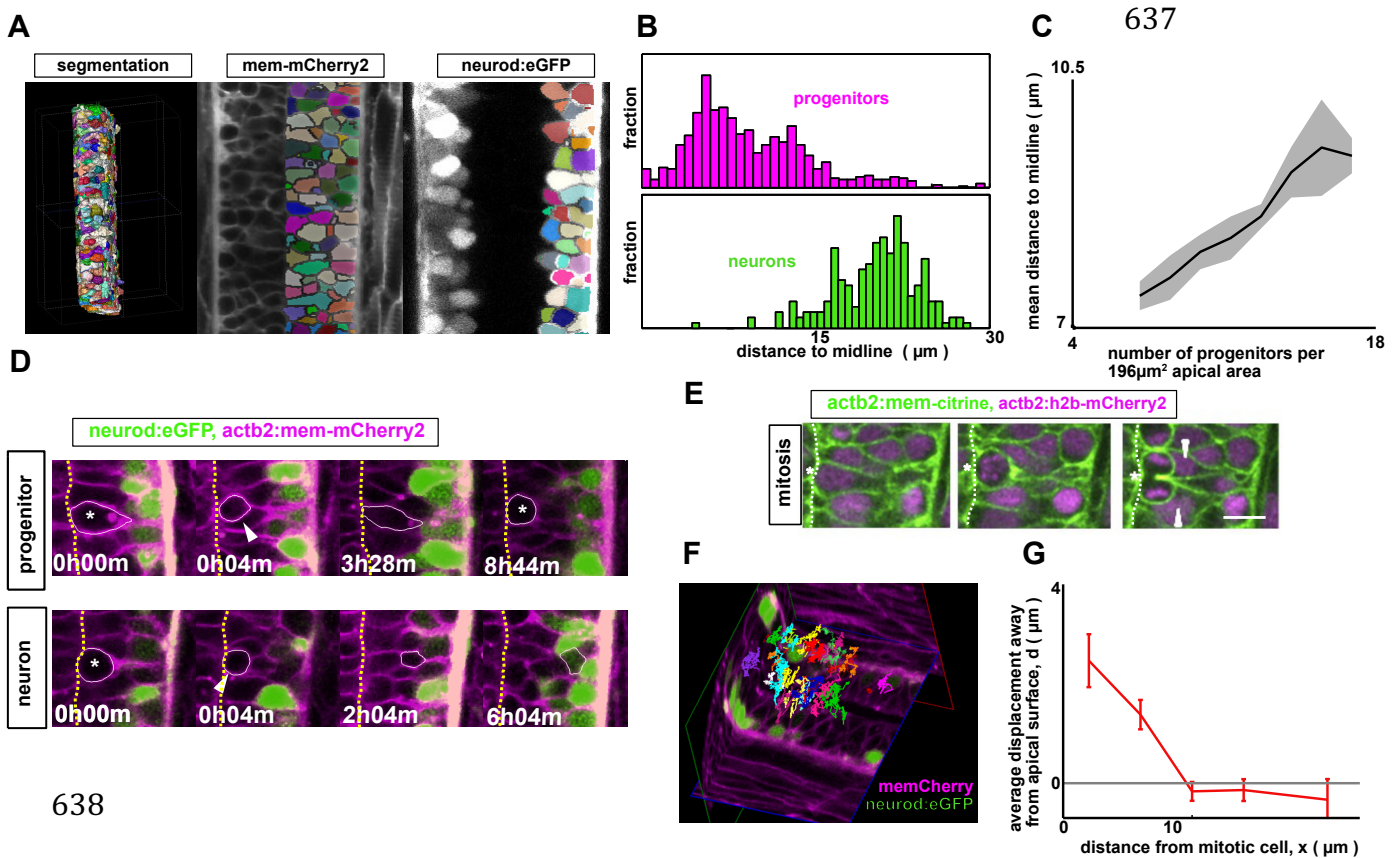 637
A
segmentation
mem-mCherry2
neurod:eGFP
B
fraction
progenitors
fraction
neurons
15
30
distance to midline ( µm )
C
10.5
mean distance to midline ( µm )
7
4
18
number of progenitors per
196µm² apical area
D
neurod:eGFP, actb2:mem-mCherry2
progenitor
*
*
0h00m
0h04m
3h28m
8h44m
neuron
*
0h00m
0h04m
2h04m
6h04m
E
actb2:mem-citrine, actb2:h2b-mCherry2
mitosis
*
*
*
F
memCherry
neurod:eGFP
G
4
average displacement away
from apical surface, d ( µm )
0
0
10
distance from mitotic cell, x ( µm )
638